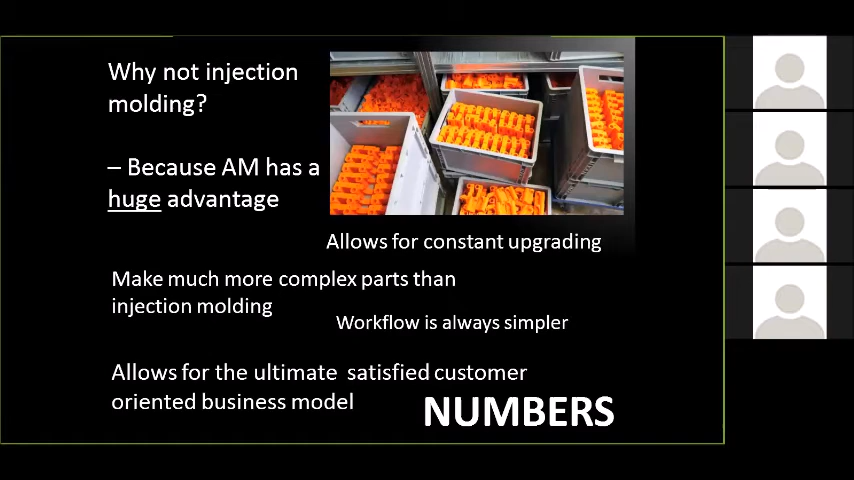 Why not injection
molding?
– Because AM has a
huge advantage
Allows for constant upgrading
Make much more complex parts than
injection molding
Workflow is always simpler
Allows for the ultimate satisfied customer
oriented business model
NUMBERS